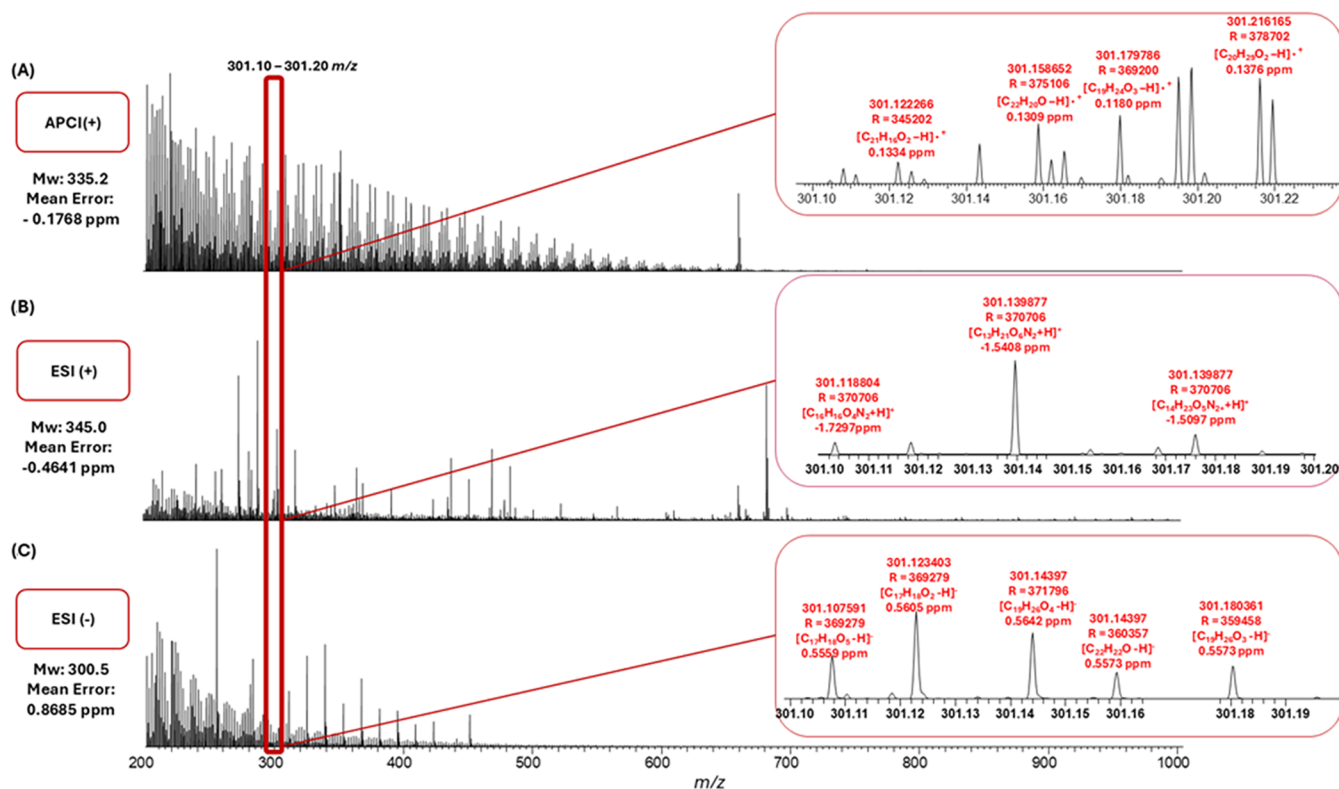 (A)
APCI(+)
Mw: 335.2
Mean Error:
- 0.1768 ppm
301.10 – 301.20 m/z
301.122266
R = 345202
[C₂₁H₁₆O₂ –H]•⁺
0.1334 ppm
301.158652
R = 375106
[C₂₂H₂₀O –H]•⁺
0.1309 ppm
301.179786
R = 369200
[C₁₉H₂₄O₃ –H]•⁺
0.1180 ppm
301.216165
R = 378702
[C₂₀H₂₉O₂ –H]•⁺
0.1376 ppm
301.10 301.12 301.14 301.16 301.18 301.20 301.22
(B)
ESI (+)
Mw: 345.0
Mean Error:
-0.4641 ppm
301.118804
R = 370706
[C₁₆H₁₆O₄N₂+H]⁺
-1.7297ppm
301.139877
R = 370706
[C₁₃H₂₁O₆N₂+H]⁺
-1.5408 ppm
301.139877
R = 370706
[C₁₄H₂₃O₅N₂₊+H]⁺
-1.5097 ppm
301.10 301.11 301.12 301.13 301.14 301.15 301.16 301.17 301.18 301.19 301.20
(C)
ESI (-)
Mw: 300.5
Mean Error:
0.8685 ppm
301.107591
R = 369279
[C₁₇H₁₈O₅ -H]⁻
0.5559 ppm
301.123403
R = 369279
[C₁₇H₁₈O₂ -H]⁻
0.5605 ppm
301.14397
R = 371796
[C₁₉H₂₆O₄ -H]⁻
0.5642 ppm
301.14397
R = 360357
[C₂₂H₂₂O -H]⁻
0.5573 ppm
301.180361
R = 359458
[C₁₉H₂₆O₃ -H]⁻
0.5573 ppm
301.10 301.11 301.12 301.13 301.14 301.15 301.16 301.18 301.19
200 300 400 500 600 700 800 900 1000
m/z